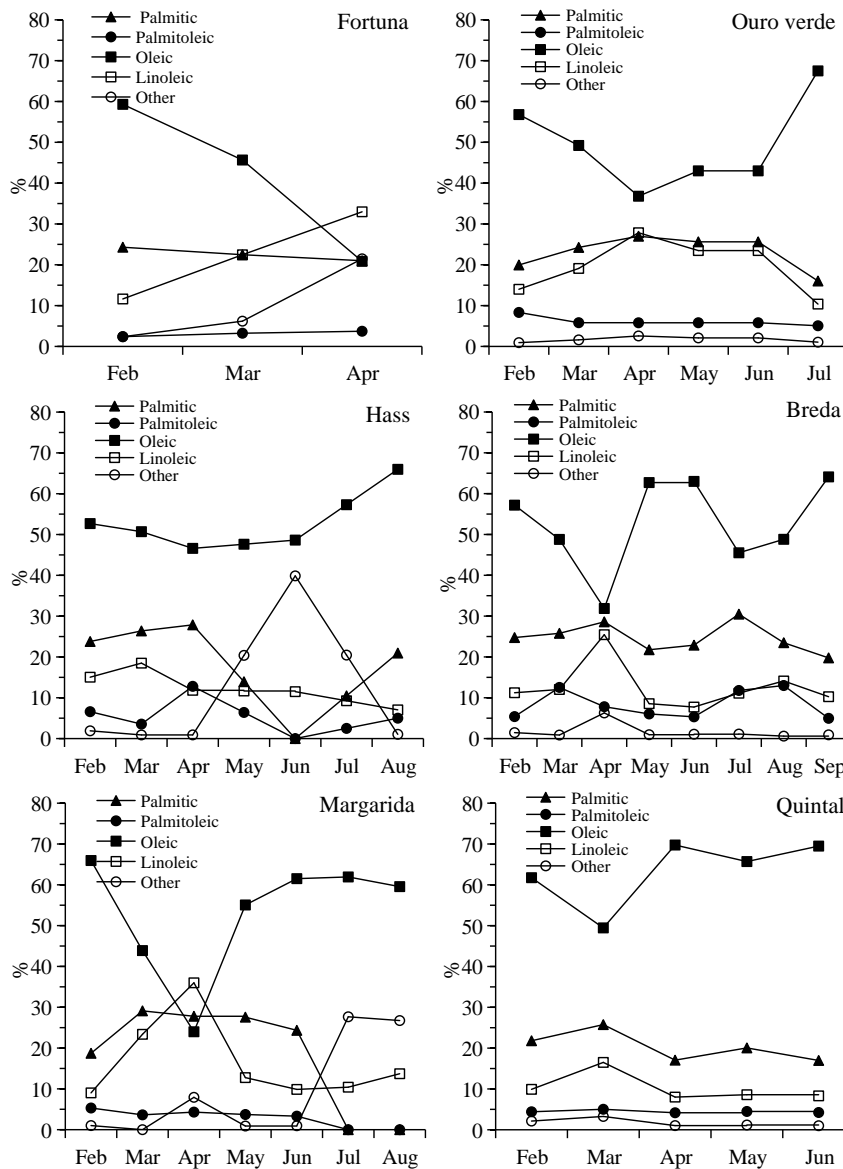 Fortuna
Palmitic
Palmitoleic
Oleic
Linoleic
Other
80
70
60
50
40
30
20
10
0
%
Feb Mar Apr
Ouro verde
Palmitic
Palmitoleic
Oleic
Linoleic
Other
80
70
60
50
40
30
20
10
0
%
Feb Mar Apr May Jun Jul
Hass
Palmitic
Palmitoleic
Oleic
Linoleic
Other
80
70
60
50
40
30
20
10
0
%
Feb Mar Apr May Jun Jul Aug
Breda
Palmitic
Palmitoleic
Oleic
Linoleic
Other
80
70
60
50
40
30
20
10
0
%
Feb Mar Apr May Jun Jul Aug Sep
Margarida
Palmitic
Palmitoleic
Oleic
Linoleic
Other
80
70
60
50
40
30
20
10
0
%
Feb Mar Apr May Jun Jul Aug
Quintal
Palmitic
Palmitoleic
Oleic
Linoleic
Other
80
70
60
50
40
30
20
10
0
%
Feb Mar Apr May Jun